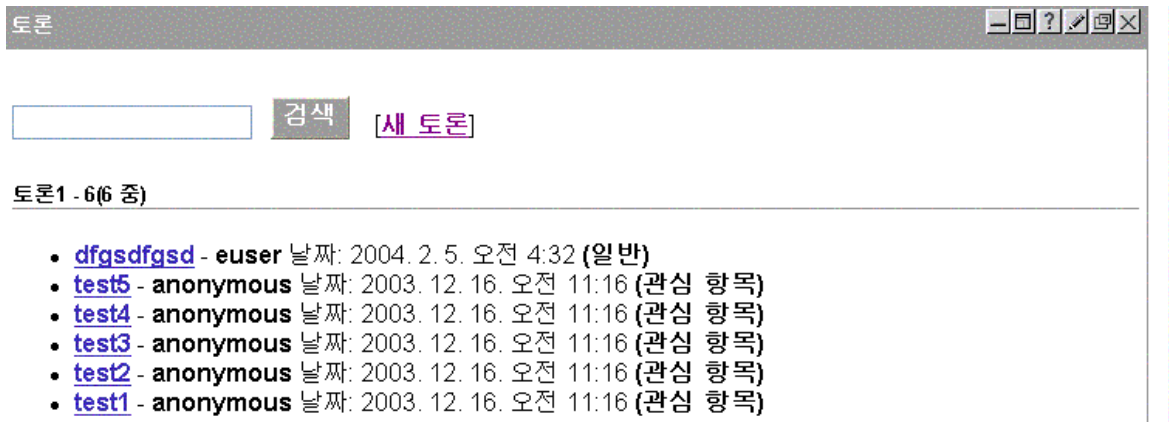 토론
검색 [새 토론]
토론1 - 6(6 중)
dfgsdfgsd - euser 날짜: 2004. 2. 5. 오전 4:32 (일반)
test5 - anonymous 날짜: 2003. 12. 16. 오전 11:16 (관심 항목)
test4 - anonymous 날짜: 2003. 12. 16. 오전 11:16 (관심 항목)
test3 - anonymous 날짜: 2003. 12. 16. 오전 11:16 (관심 항목)
test2 - anonymous 날짜: 2003. 12. 16. 오전 11:16 (관심 항목)
test1 - anonymous 날짜: 2003. 12. 16. 오전 11:16 (관심 항목)